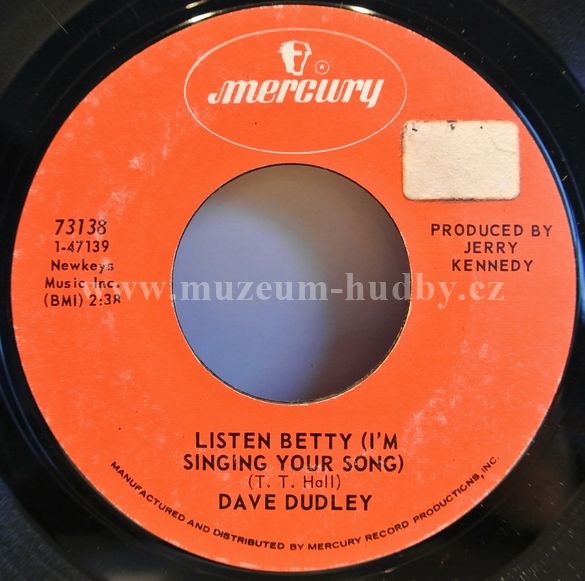 mercury
®
73138
1-47139
Newkeys
Music Inc.
(BMI) 2:38
PRODUCED BY
JERRY
KENNEDY
www.muzeum-hudby.cz
LISTEN BETTY (I'M
SINGING YOUR SONG)
(T. T. Hall)
DAVE DUDLEY
MANUFACTURED AND DISTRIBUTED BY MERCURY RECORD PRODUCTIONS, INC.